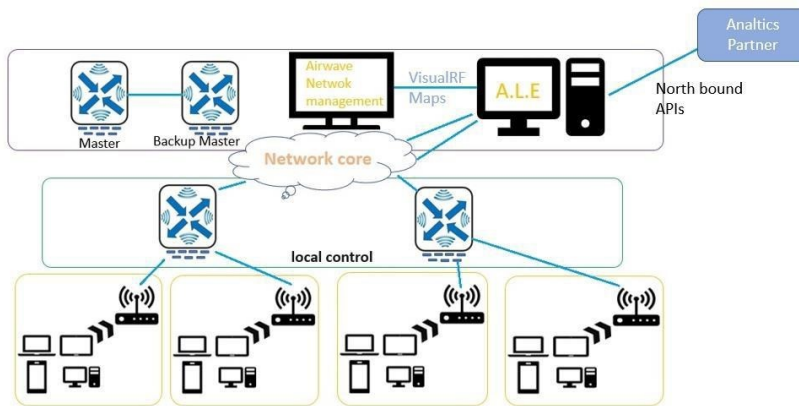 Analtics
Partner
Airwave
Netwok
management
VisualRF
Maps
A.L.E
North bound
APIs
Master
Backup Master
Network core
local control